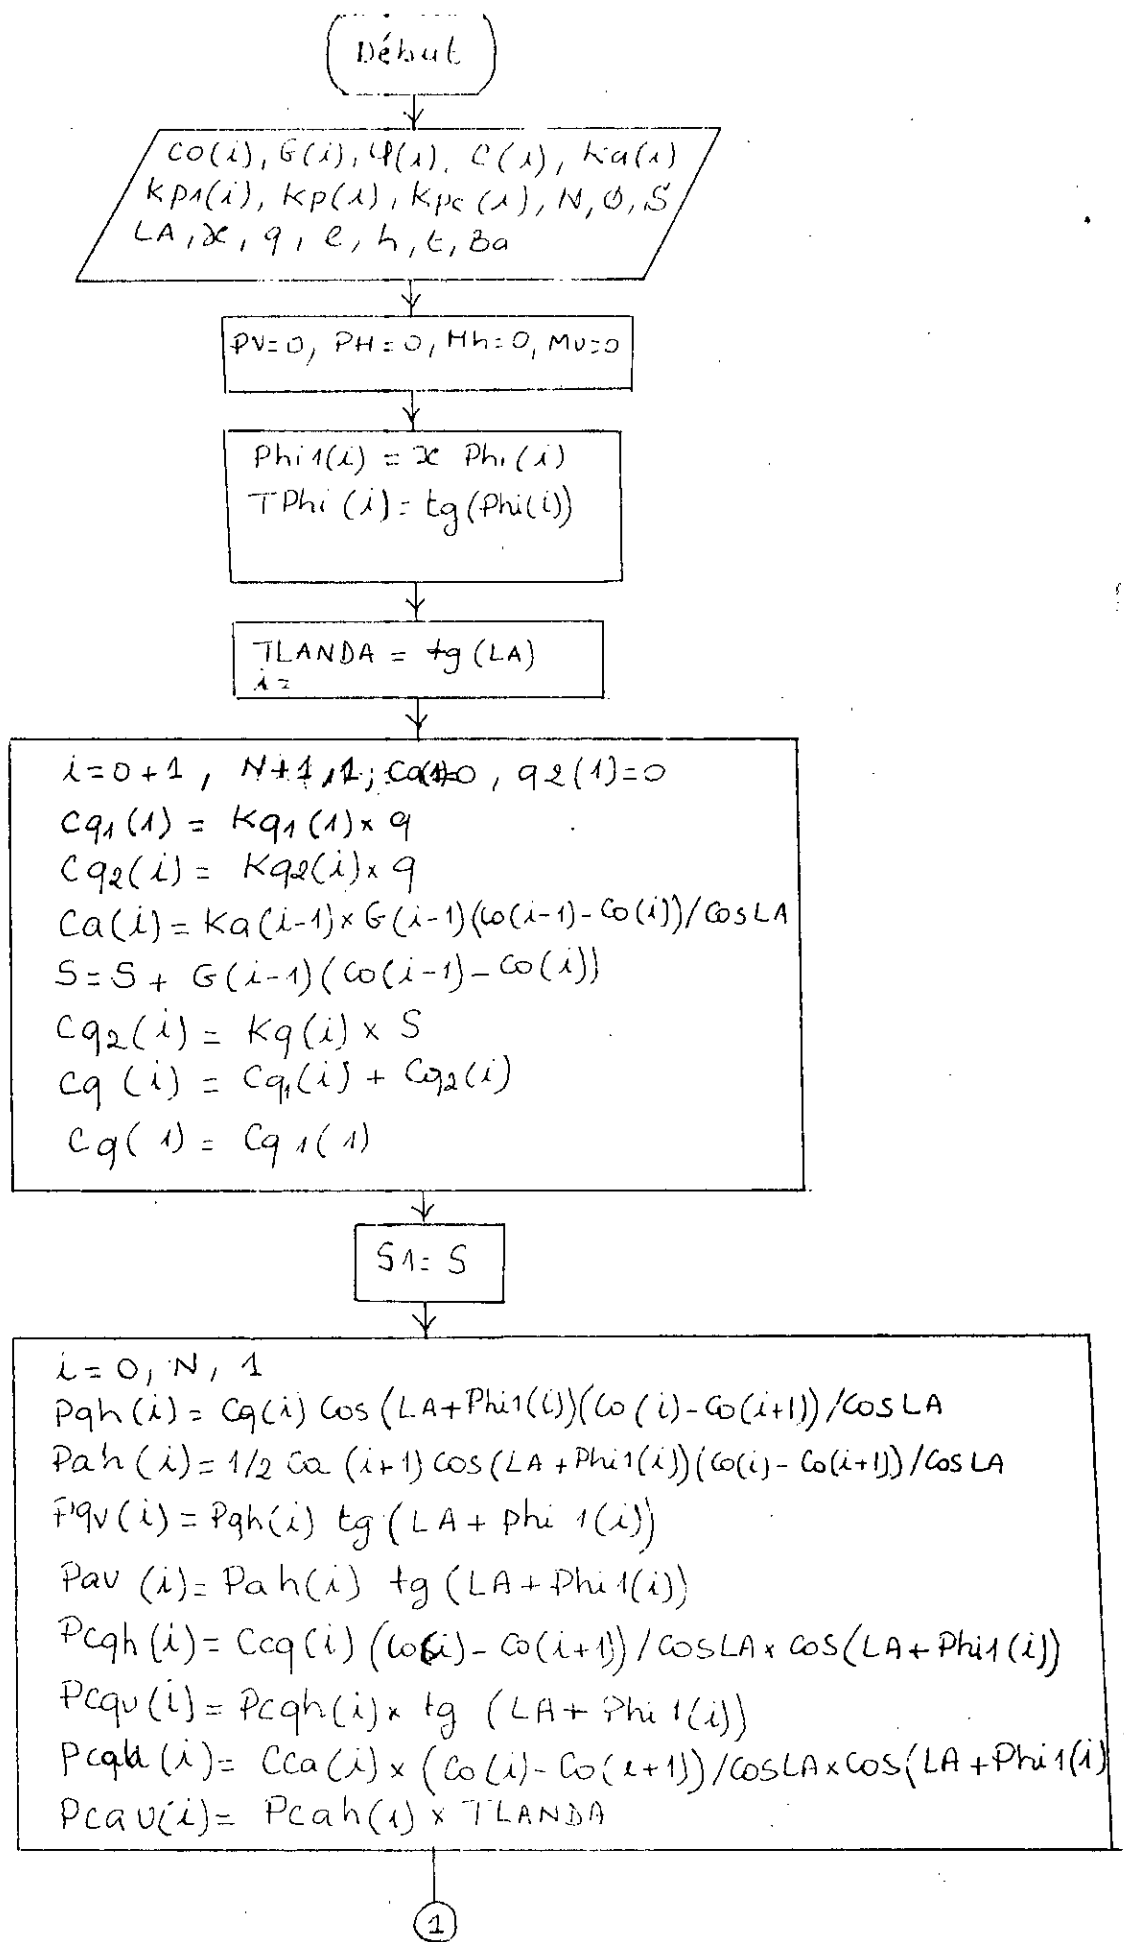 Début
CO(i), G(i), φ(i), C(i), Ka(i)
Kp1(i), Kp(i), Kpc(i), N, O, S
LA, x, q, e, h, t, Ba
PV=0, PH=0, Mh=0, Mv=0
Phi1(i) = x Phi(i)
TPhi(i) = tg(Phi(i))
TLANDA = tg(LA)
i =
i=0+1, N+1, 1; Ca(1)=0, q2(1)=0
Cq1(1) = Kq1(1)× q
Cq2(i) = Kq2(i)× q
Ca(i) = Ka(i-1)× G(i-1)(Co(i-1)-Co(i))/cosLA
S=S+ G(i-1)(Co(i-1)-Co(i))
Cq2(i) = Kq(i) × S
Cq(i) = Cq1(i) + Cq2(i)
Cq(1) = Cq1(1)
S1= S
i=0, N, 1
Pqh(i) = Cq(i) Cos(LA+Phi1(i))(Co(i)-Co(i+1))/COSLA
Pah(i) = 1/2 Ca(i+1) COS(LA+Phi1(i))(Co(i)-Co(i+1))/COSLA
Pqv(i) = Pqh(i) tg(LA+phi1(i))
Pav(i) = Pah(i) tg(LA+Phi1(i))
Pcqh(i) = Ccq(i)(Co(i)-Co(i+1))/COSLA× COS(LA+Phi1(i))
Pcqv(i) = Pcqh(i)× tg(LA+Phi1(i))
Pcqh(i) = Cca(i)×(Co(i)-Co(i+1))/COSLA×COS(LA+Phi1(i)
Pcav(i) = Pcah(1) × TLANDA
1